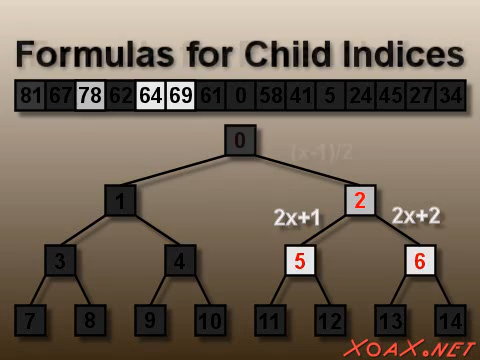 Formulas for Child Indices
81 67 78 62 64 69 61 0 58 41 5 24 45 27 34
0
(x-1)/2
1 2
2x+1 2x+2
3 4 5 6
7 8 9 10 11 12 13 14
XOAX.NET